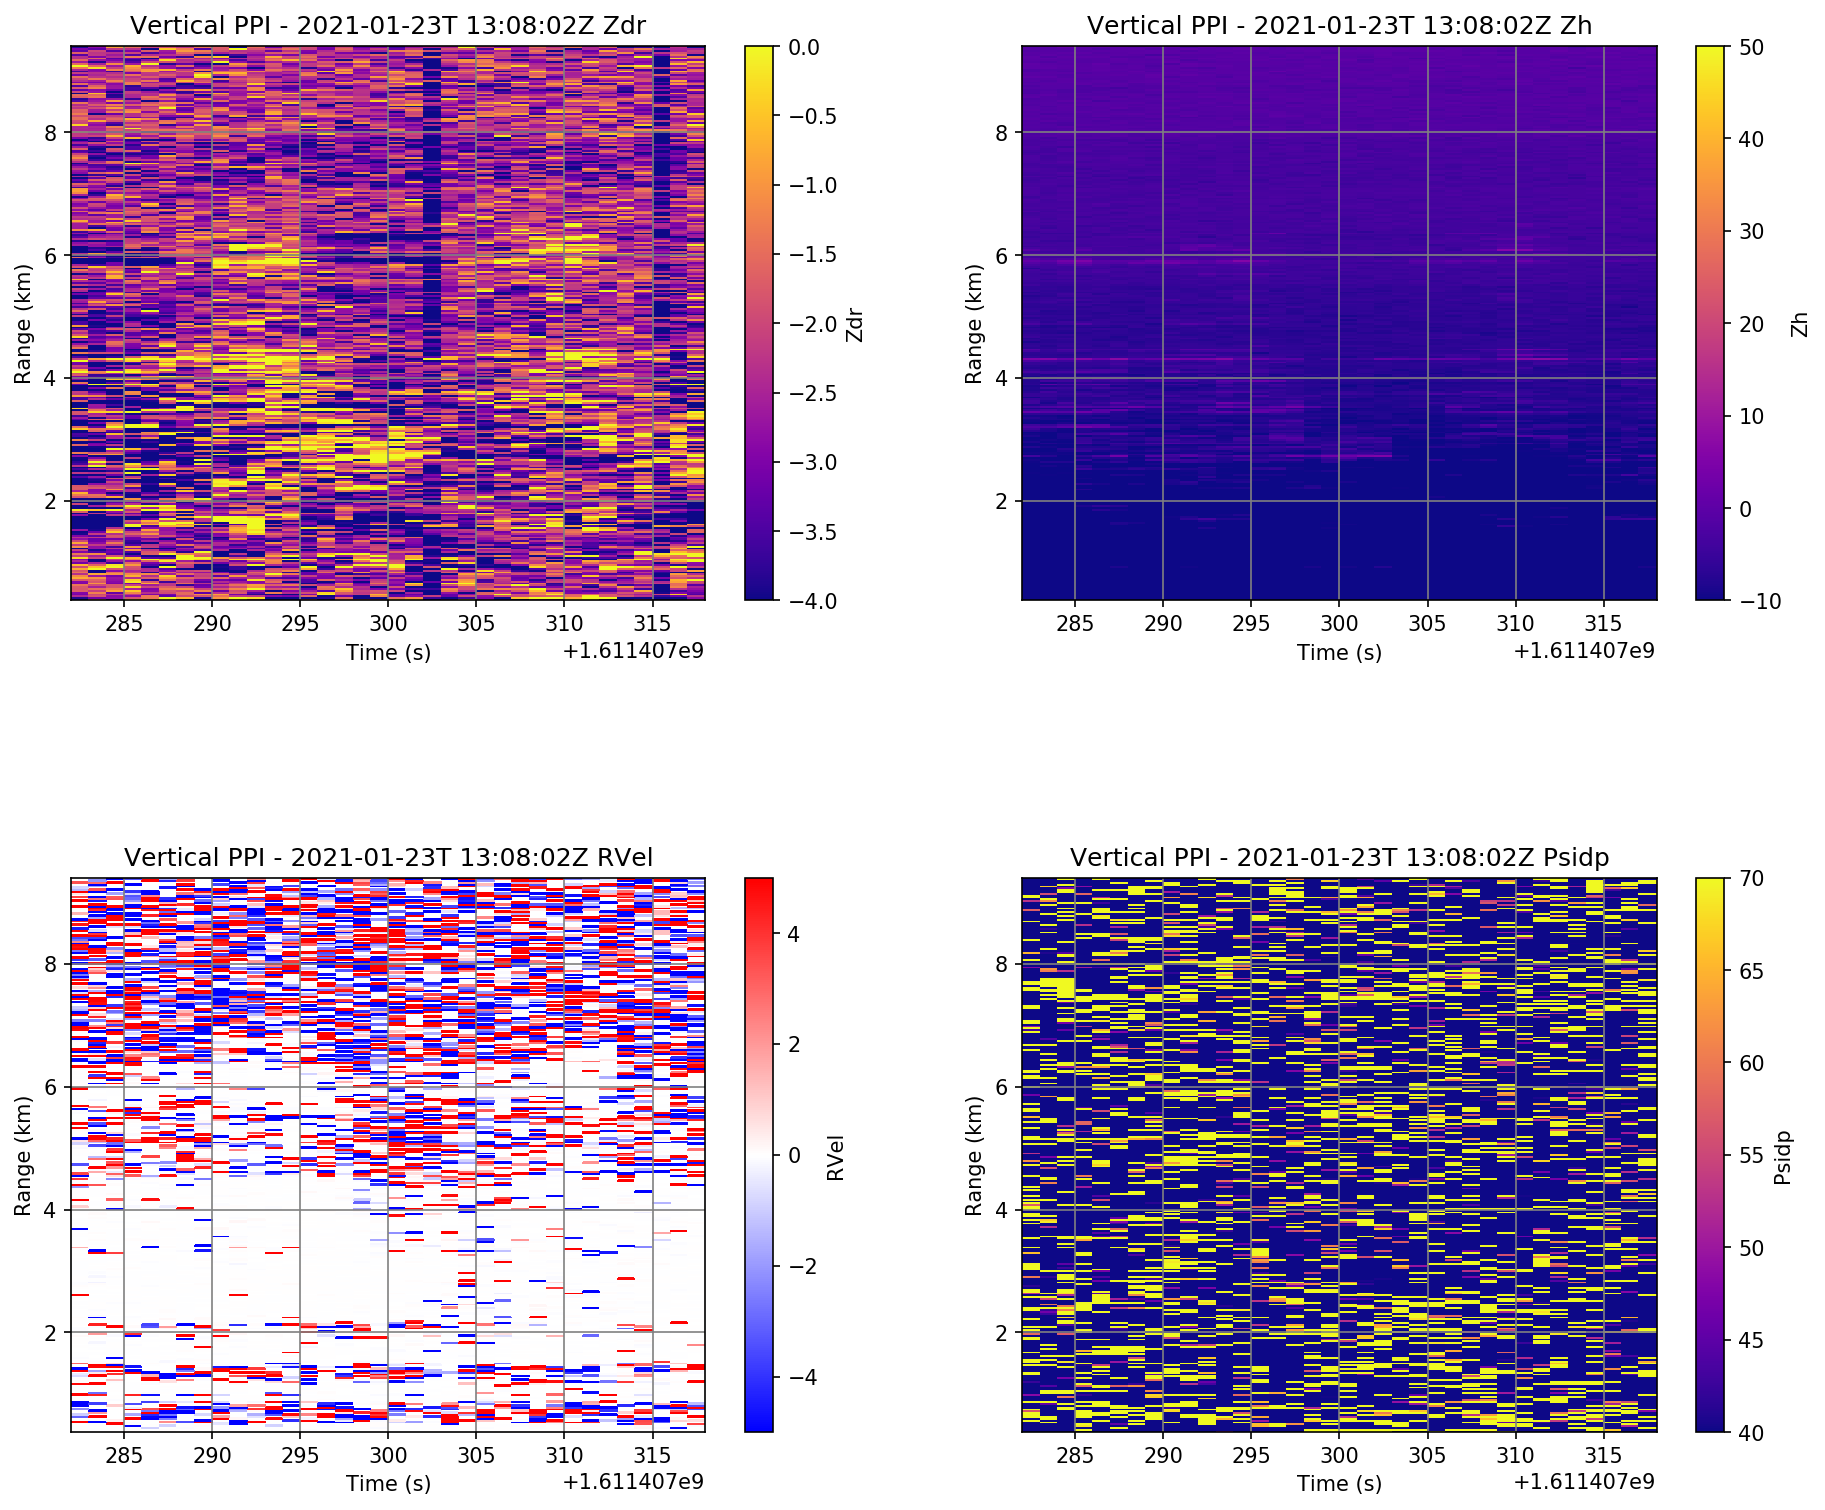 Vertical PPI - 2021-01-23T 13:08:02Z Zdr
8
6
4
2
Range (km)
285 290 295 300 305 310 315
Time (s)
+1.611407e9
0.0
−0.5
−1.0
−1.5
−2.0
−2.5
−3.0
−3.5
−4.0
Zdr
Vertical PPI - 2021-01-23T 13:08:02Z Zh
8
6
4
2
Range (km)
285 290 295 300 305 310 315
Time (s)
+1.611407e9
50
40
30
20
10
0
−10
Zh
Vertical PPI - 2021-01-23T 13:08:02Z RVel
8
6
4
2
Range (km)
285 290 295 300 305 310 315
Time (s)
+1.611407e9
4
2
0
−2
−4
RVel
Vertical PPI - 2021-01-23T 13:08:02Z Psidp
8
6
4
2
Range (km)
285 290 295 300 305 310 315
Time (s)
+1.611407e9
70
65
60
55
50
45
40
Psidp